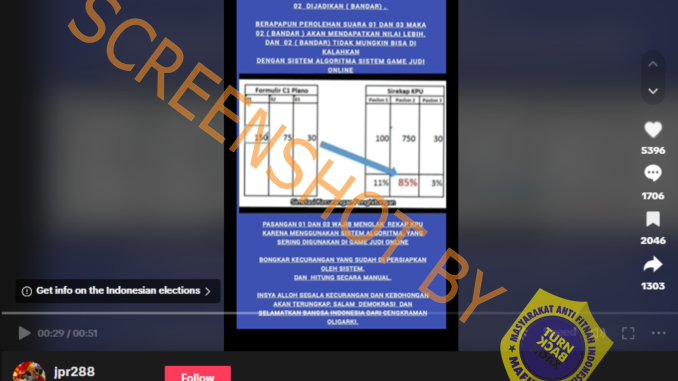 02 DIJADIKAN ( BANDAR) .
BERAPAPUN PEROLEHAN SUARA 01 DAN 03 MAKA
02 ( BANDAR ) AKAN MENDAPATKAN NILAI LEBIH.
DAN 02 ( BANDAR) TIDAK MUNGKIN BISA DI
KALAHKAN
DENGAN SISTEM ALGORITMA SISTEM GAME JUDI
ONLINE
Formulir C1 Plano
01 02 03
150 75 30
Sirekap KPU
Paslon 1 Paslon 2 Paslon 3
100 750 30
11% 85% 3%
PASANGAN 01 DAN 03 WAJIB MENOLAK REKAP KPU
KARENA MENGGUNAKAN SISTEM ALGORITMA YANG
SERING DIGUNAKAN DI GAME JUDI ONLINE
BONGKAR KECURANGAN YANG SUDAH DI PERSIAPKAN
OLEH SISTEM.
DAN HITUNG SECARA MANUAL.
INSYA ALLOH SEGALA KECURANGAN DAN KEBOHONGAN
AKAN TERUNGKAP. SALAM DEMOKRASI DAN
SELAMATKAN BANGSA INDONESIA DARI CENGKRAMAN
OLIGARKI.
SCREENSHOT BY
5396
1706
2046
1303
Get info on the Indonesian elections
00:29 / 00:51
MASYARAKAT ANTI FITNAH INDONESIA
TURN
BACK
jpr288
Follow